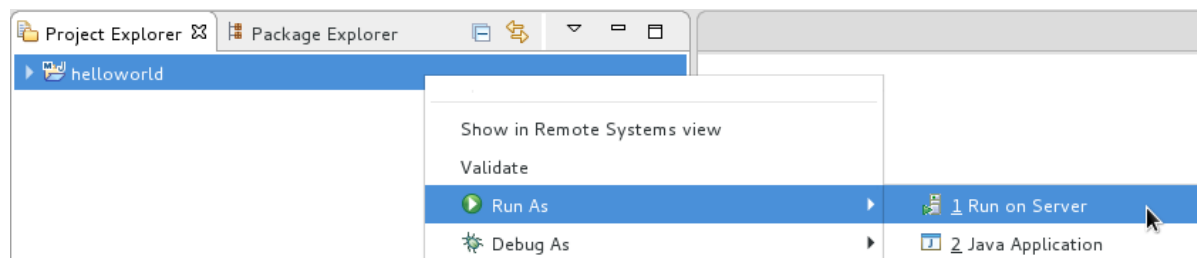 Project Explorer Package Explorer
helloworld
Show in Remote Systems view
Validate
Run As 1 Run on Server
Debug As 2 Java Application